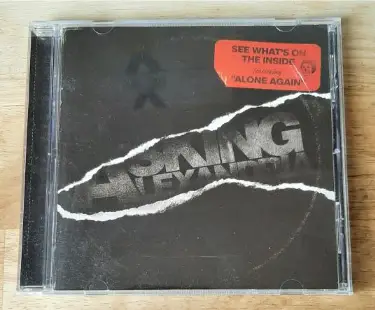 SEE WHAT'S ON
THE INSIDE
"ALONE AGAIN"
ASKING
ALEXANDRIA